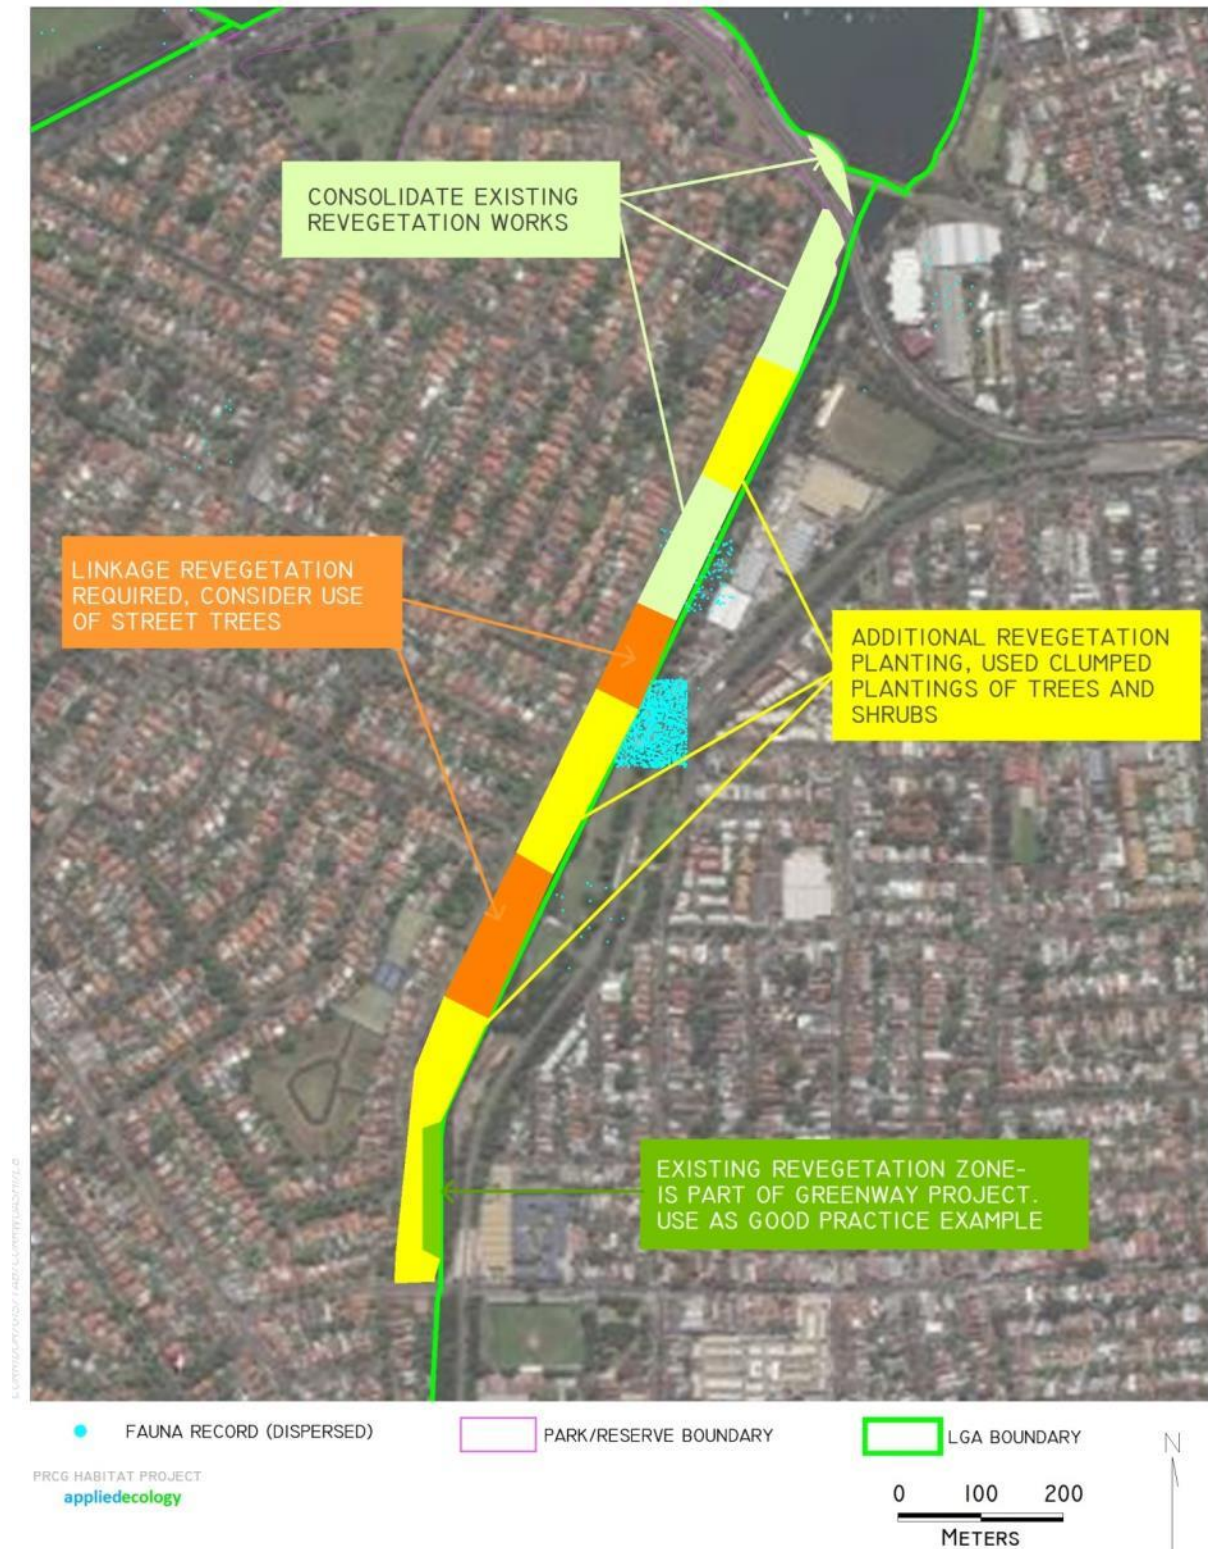 CONSOLIDATE EXISTING
REVEGETATION WORKS
LINKAGE REVEGETATION
REQUIRED, CONSIDER USE
OF STREET TREES
ADDITIONAL REVEGETATION
PLANTING, USED CLUMPED
PLANTINGS OF TREES AND
SHRUBS
EXISTING REVEGETATION ZONE-
IS PART OF GREENWAY PROJECT.
USE AS GOOD PRACTICE EXAMPLE
FAUNA RECORD (DISPERSED)
PARK/RESERVE BOUNDARY
LGA BOUNDARY
N
PRCG HABITAT PROJECT
appliedecology
0 100 200
METERS